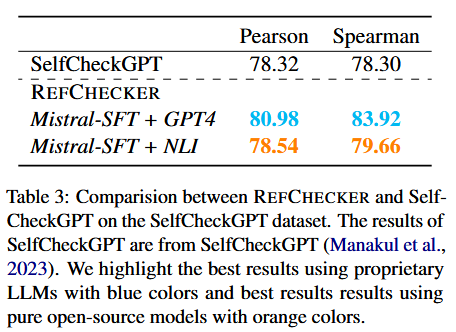 Pearson Spearman
SelfCheckGPT 78.32 78.30
REFCHECKER
Mistral-SFT + GPT4 80.98 83.92
Mistral-SFT + NLI 78.54 79.66
Table 3: Comparision between REFCHECKER and Self-
CheckGPT on the SelfCheckGPT dataset. The results of
SelfCheckGPT are from SelfCheckGPT (Manakul et al.,
2023). We highlight the best results using proprietary
LLMs with blue colors and best results results using
pure open-source models with orange colors.